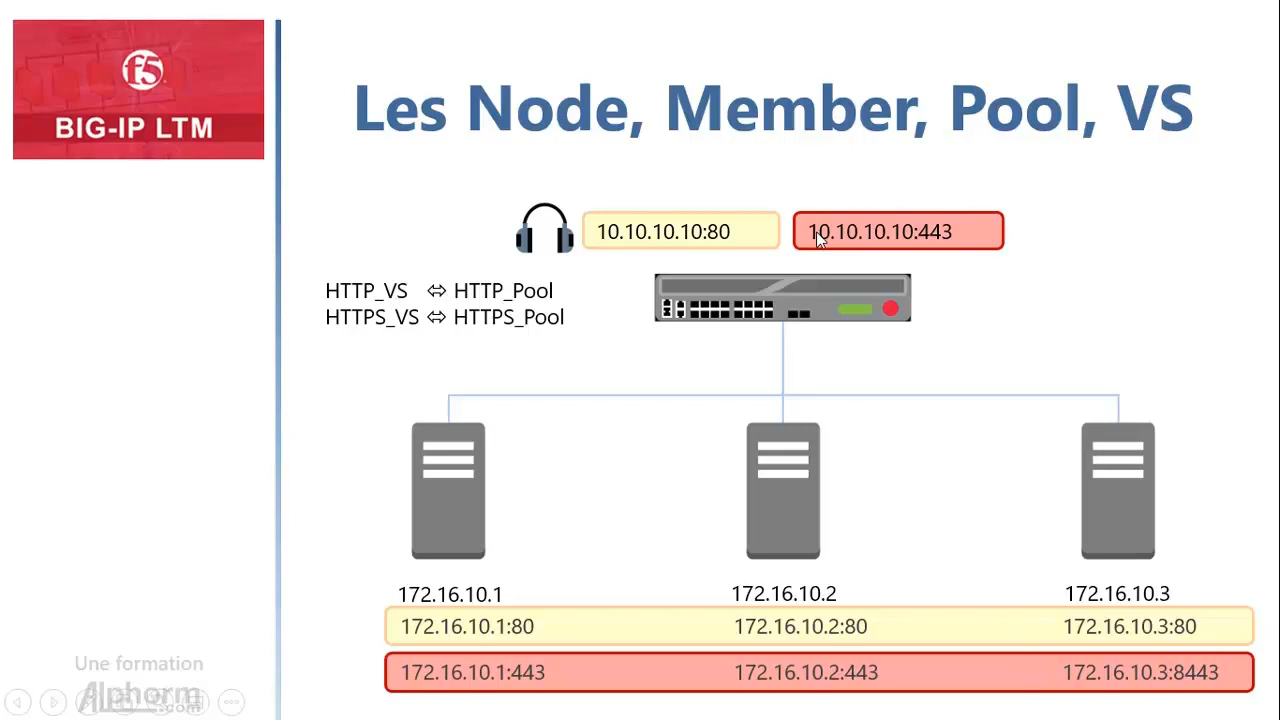 f5
BIG-IP LTM
Les Node, Member, Pool, VS
10.10.10.10:80
10.10.10.10:443
HTTP_VS ⬄ HTTP_Pool
HTTPS_VS ⬄ HTTPS_Pool
172.16.10.1
172.16.10.2
172.16.10.3
172.16.10.1:80
172.16.10.2:80
172.16.10.3:80
172.16.10.1:443
172.16.10.2:443
172.16.10.3:8443
Une formation
Alphorm
.com